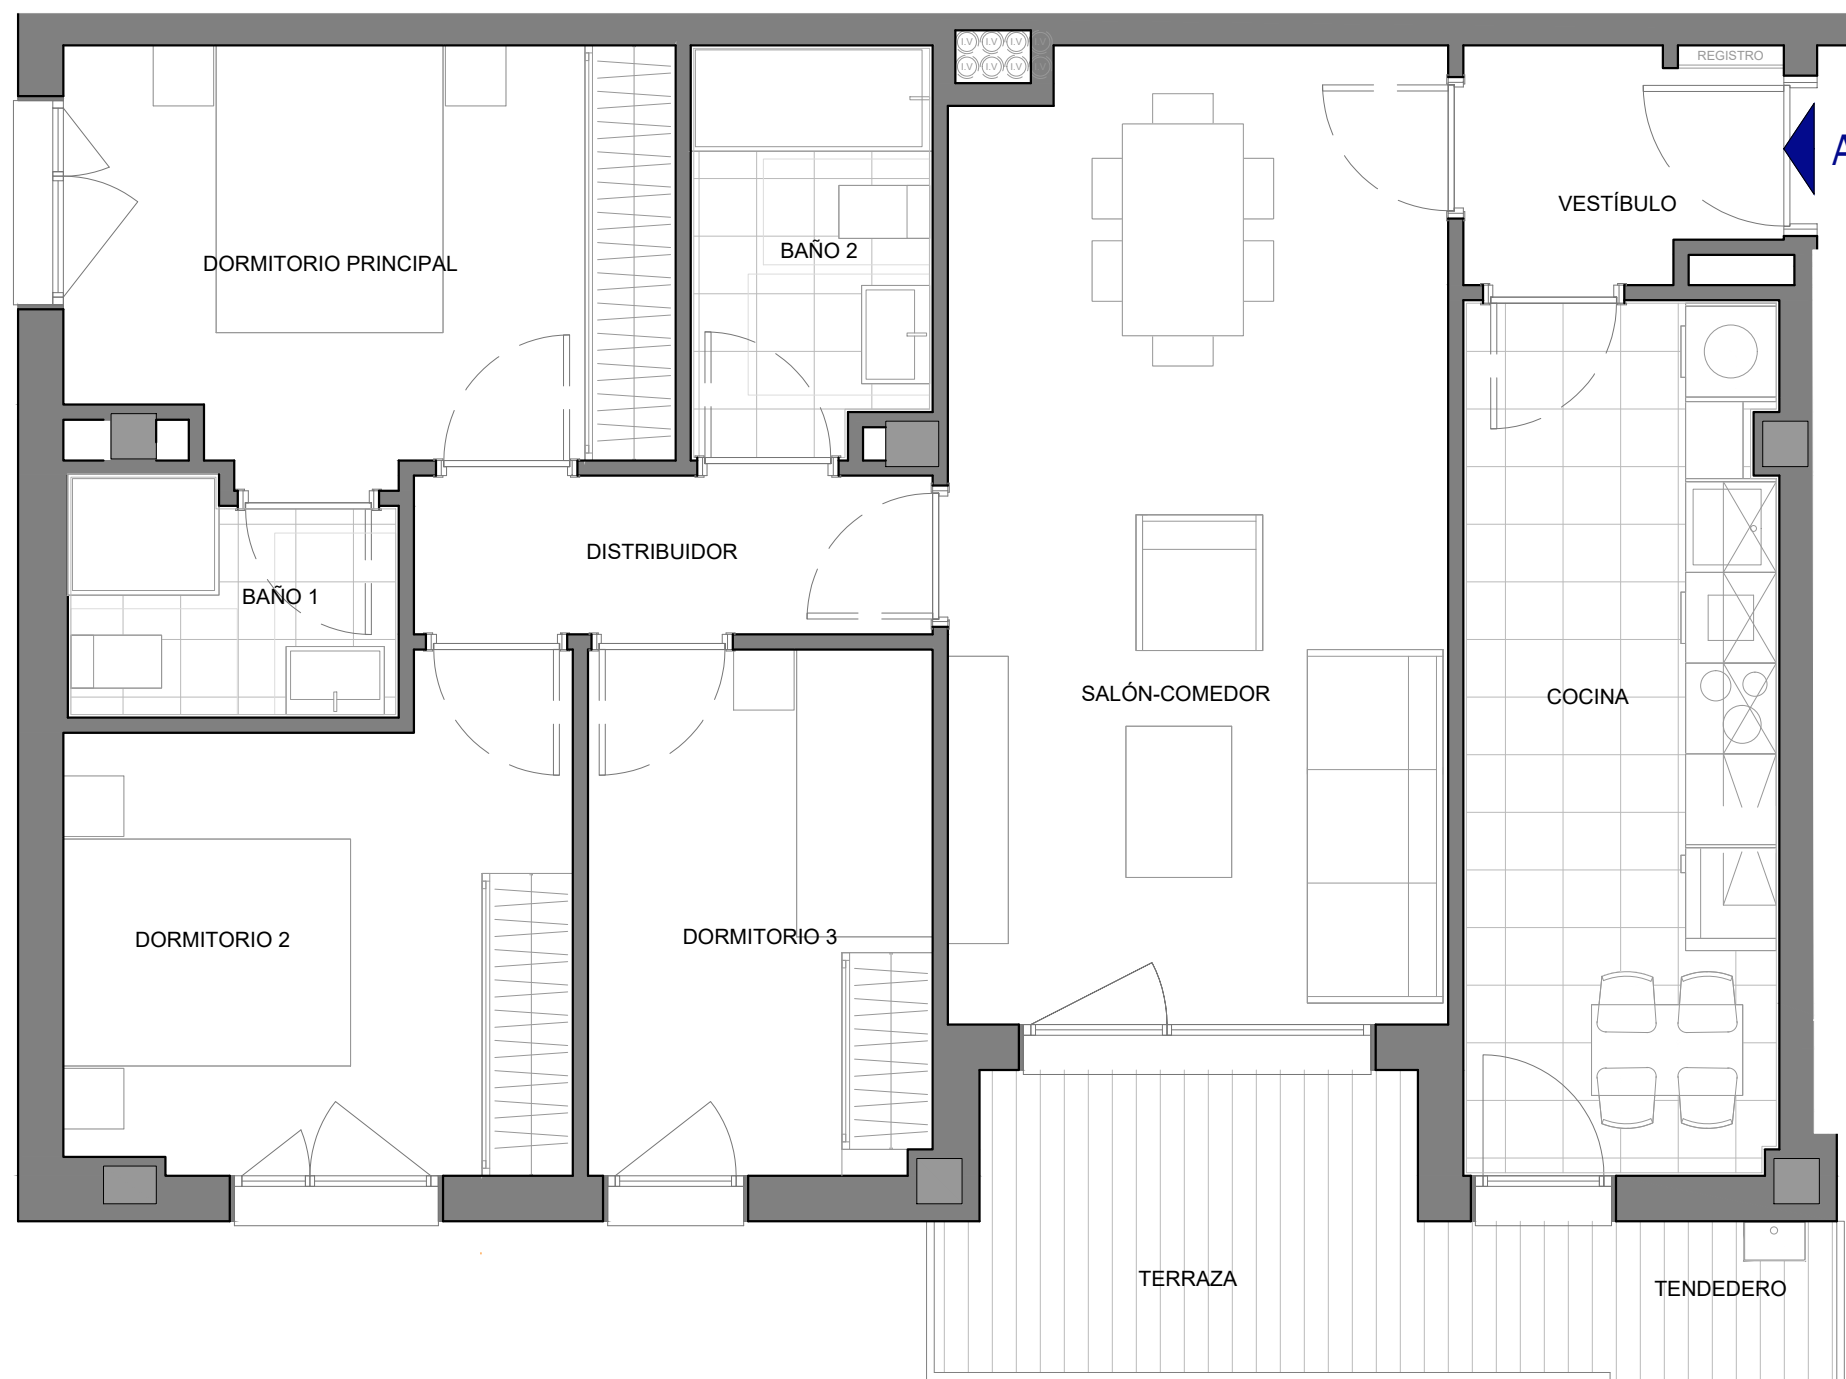 I.V I.V I.V I.V
I.V I.V I.V I.V
REGISTRO
A
VESTÍBULO
BAÑO 2
DORMITORIO PRINCIPAL
DISTRIBUIDOR
BAÑO 1
SALÓN-COMEDOR
COCINA
DORMITORIO 2
DORMITORIO 3
TERRAZA
TENDEDERO